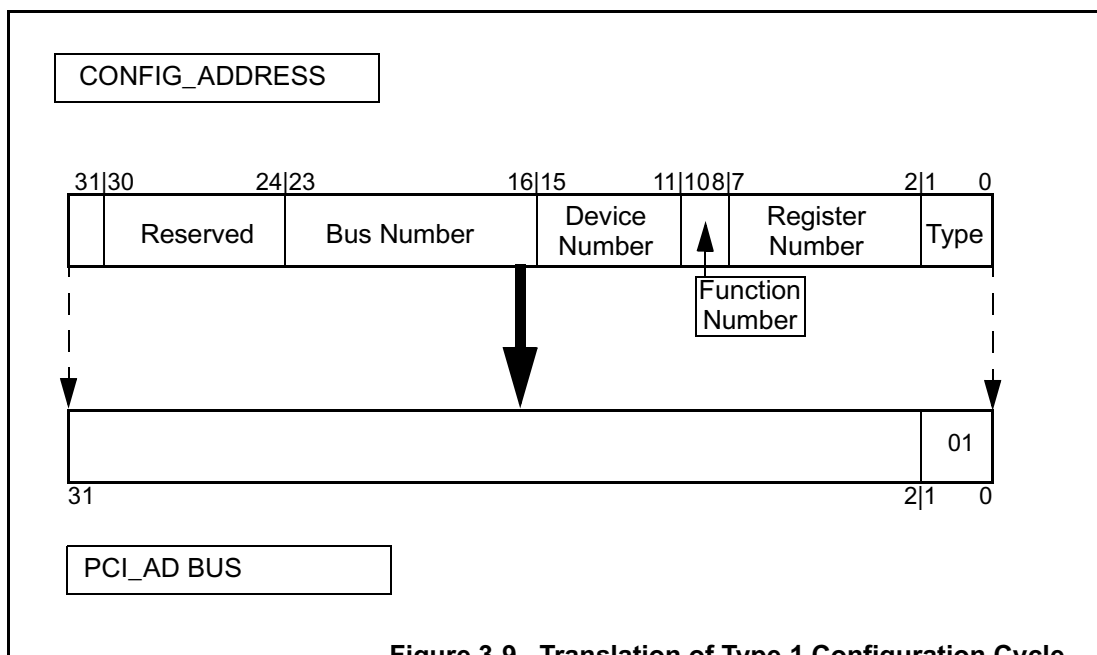 CONFIG_ADDRESS
31|30 24|23 16|15 11|108|7 2|1 0
Reserved Bus Number Device Number Register Number Type
Function
Number
01
31 2|1 0
PCI_AD BUS
Figure 3-9. Translation of Type 1 Configuration Cycle